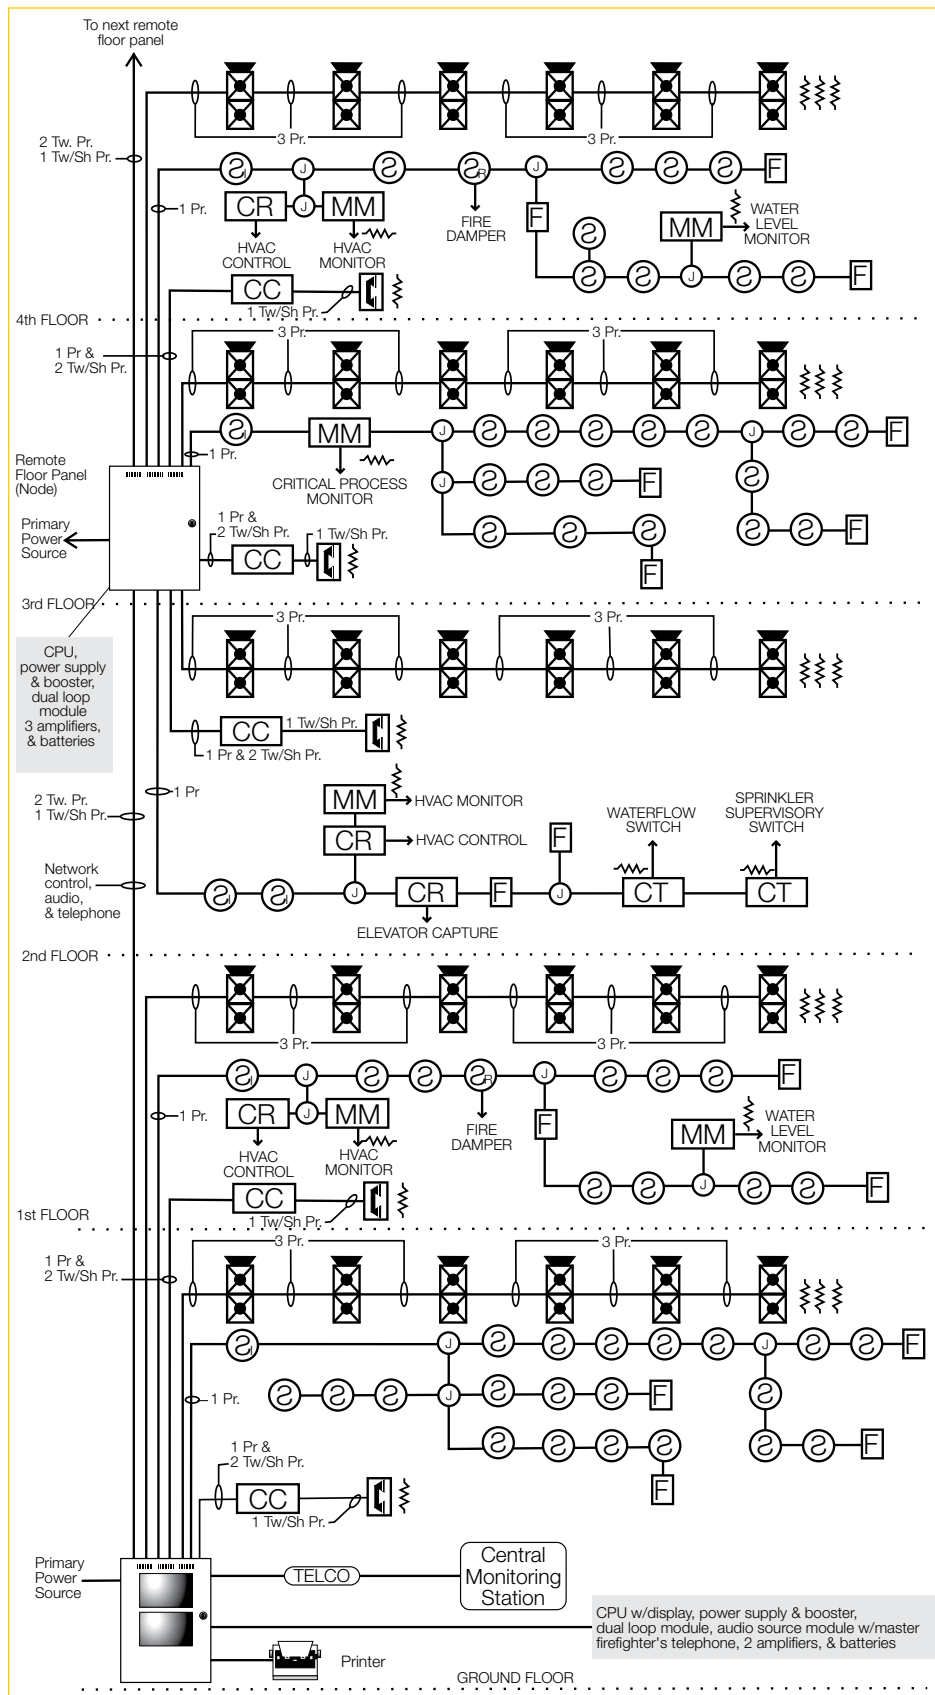 To next remote
floor panel
3 Pr.
3 Pr.
2 Tw. Pr.
1 Tw/Sh Pr.
S I
J
S
S R
J
S
S
S
F
1 Pr.
CR
J
MM
HVAC
CONTROL
HVAC
MONITOR
FIRE
DAMPER
F
S
MM
WATER
LEVEL
MONITOR
S
S
J
S
S
F
CC
1 Tw/Sh Pr.
4th FLOOR
3 Pr.
3 Pr.
1 Pr &
2 Tw/Sh Pr.
S I
MM
J
S
S
S
S
S
J
S
S
F
1 Pr.
CRITICAL PROCESS
MONITOR
J
S
S
S
F
S
Remote
Floor Panel
(Node)
Primary
Power
Source
1 Pr &
2 Tw/Sh Pr.
1 Tw/Sh Pr.
CC
S
S
S
F
S
S
F
3rd FLOOR
3 Pr.
3 Pr.
CPU,
power supply
& booster,
dual loop
module
3 amplifiers,
& batteries
CC
1 Tw/Sh Pr.
1 Pr & 2 Tw/Sh Pr.
1 Pr
2 Tw. Pr.
1 Tw/Sh Pr.
MM
HVAC MONITOR
CR
HVAC CONTROL
F
WATERFLOW
SWITCH
SPRINKLER
SUPERVISORY
SWITCH
Network
control,
audio,
& telephone
S I
S I
J
CR
F
J
CT
CT
ELEVATOR CAPTURE
2nd FLOOR
3 Pr.
3 Pr.
S I
J
S
S
S R
J
S
S
S
F
1 Pr.
CR
J
MM
HVAC
CONTROL
HVAC
MONITOR
FIRE
DAMPER
F
MM
WATER
LEVEL
MONITOR
S
S
J
S
S
F
CC
1 Tw/Sh Pr.
1st FLOOR
3 Pr.
3 Pr.
1 Pr &
2 Tw/Sh Pr.
S I
J
S
S
S
S
S
J
S
S
F
1 Pr.
S
S
S
J
S
S
S
F
S
S
S
S
S
F
S
S
F
1 Pr &
2 Tw/Sh Pr.
CC
1 Tw/Sh Pr.
Primary
Power
Source
TELCO
Central
Monitoring
Station
CPU w/display, power supply & booster,
dual loop module, audio source module w/master
firefighter's telephone, 2 amplifiers, & batteries
Printer
GROUND FLOOR